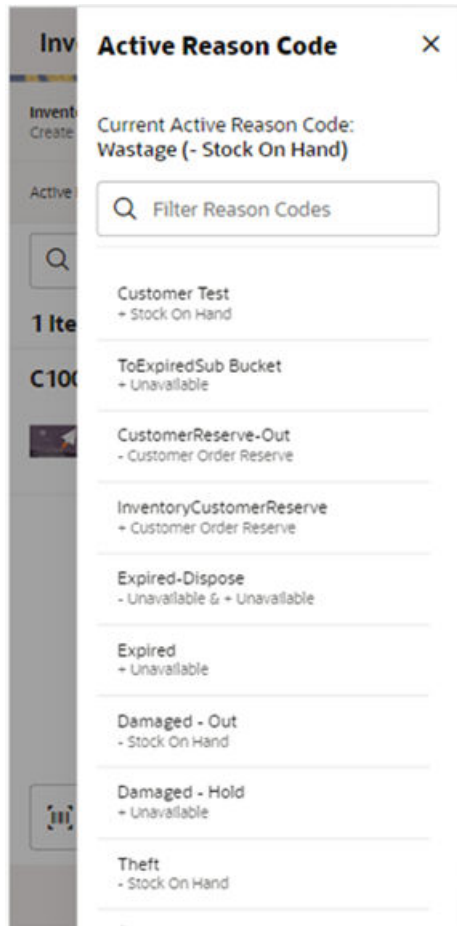 Inv
Active Reason Code
Invent
Create
Current Active Reason Code:
Wastage (- Stock On Hand)
Active
Filter Reason Codes
1 Ite
C100
Customer Test
+ Stock On Hand
ToExpiredSub Bucket
+ Unavailable
CustomerReserve-Out
- Customer Order Reserve
InventoryCustomerReserve
+ Customer Order Reserve
Expired-Dispose
- Unavailable & + Unavailable
Expired
+ Unavailable
Damaged - Out
- Stock On Hand
Damaged - Hold
+ Unavailable
Theft
- Stock On Hand